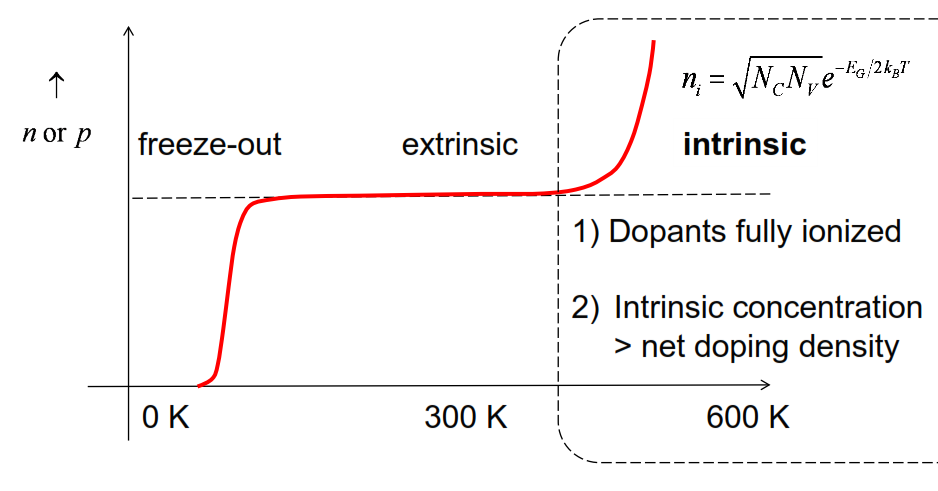 n_i = √(N_C N_V) e^{-E_G/2k_BT}
↑
n or p
freeze-out
extrinsic
intrinsic
1) Dopants fully ionized
2) Intrinsic concentration
> net doping density
0 K
300 K
600 K